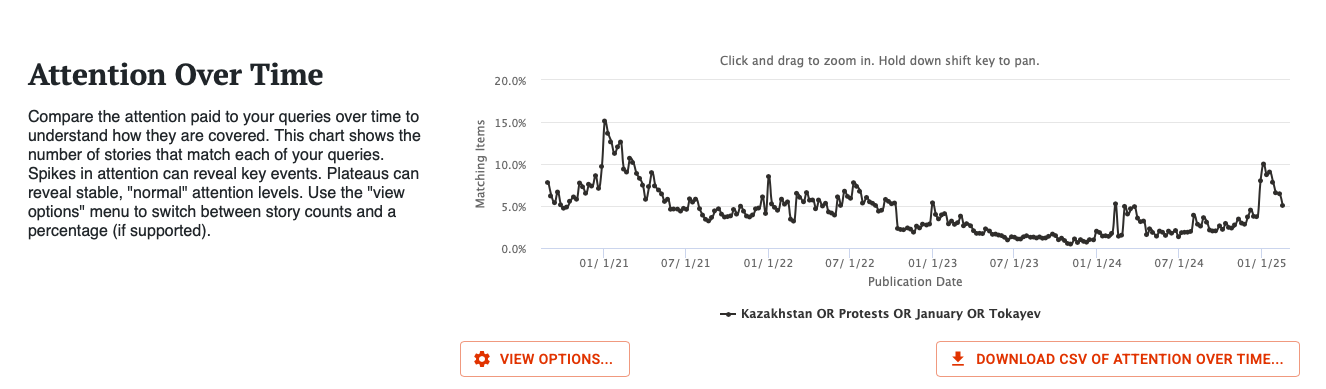 Attention Over Time
Compare the attention paid to your queries over time to
understand how they are covered. This chart shows the
number of stories that match each of your queries.
Spikes in attention can reveal key events. Plateaus can
reveal stable, "normal" attention levels. Use the "view
options" menu to switch between story counts and a
percentage (if supported).
Click and drag to zoom in. Hold down shift key to pan.
Matching Items
20.0%
15.0%
10.0%
5.0%
0.0%
01/ 1/21 07/ 1/21 01/ 1/22 07/ 1/22 01/ 1/23 07/ 1/23 01/ 1/24 07/ 1/24 01/ 1/25
Publication Date
Kazakhstan OR Protests OR January OR Tokayev
VIEW OPTIONS... DOWNLOAD CSV OF ATTENTION OVER TIME...